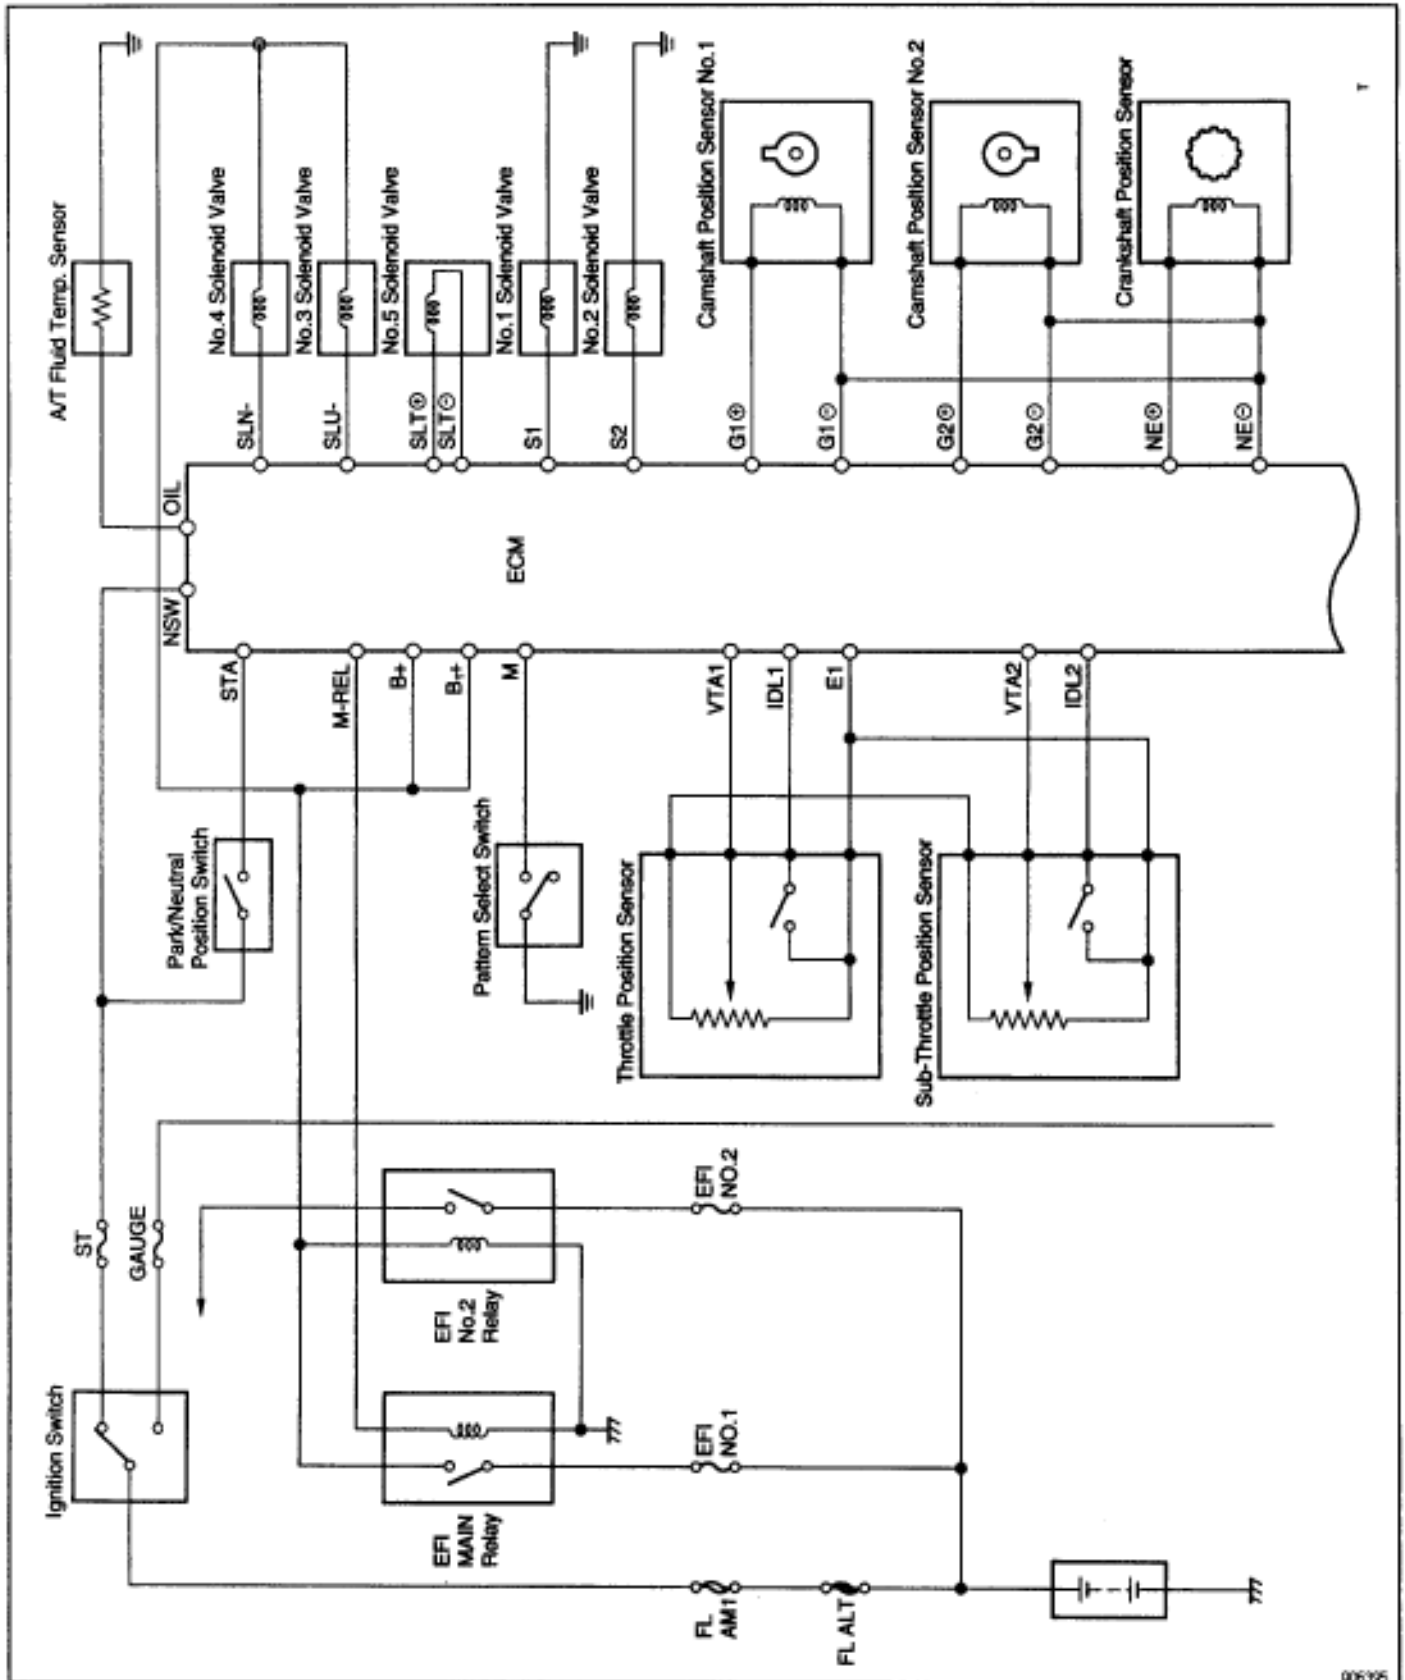 A/T Fluid Temp. Sensor
No.4 Solenoid Valve
No.3 Solenoid Valve
No.5 Solenoid Valve
No.1 Solenoid Valve
No.2 Solenoid Valve
Camshaft Position Sensor No.1
Camshaft Position Sensor No.2
Crankshaft Position Sensor
T
OIL
SLN-
SLU-
SLT⊕
SLT⊖
S1
S2
G1⊕
G1⊖
G2⊕
G2⊖
NE⊕
NE⊖
ECM
NSW
STA
M-REL
B+
M
VTA1
IDL1
E1
VTA2
IDL2
Park/Neutral
Position Switch
Pattern Select Switch
Throttle Position Sensor
Sub-Throttle Position Sensor
ST
GAUGE
EFI
NO.2
EFI
No.2
Relay
Ignition Switch
EFI
MAIN
Relay
EFI
NO.1
FL
AM1
FL ALT